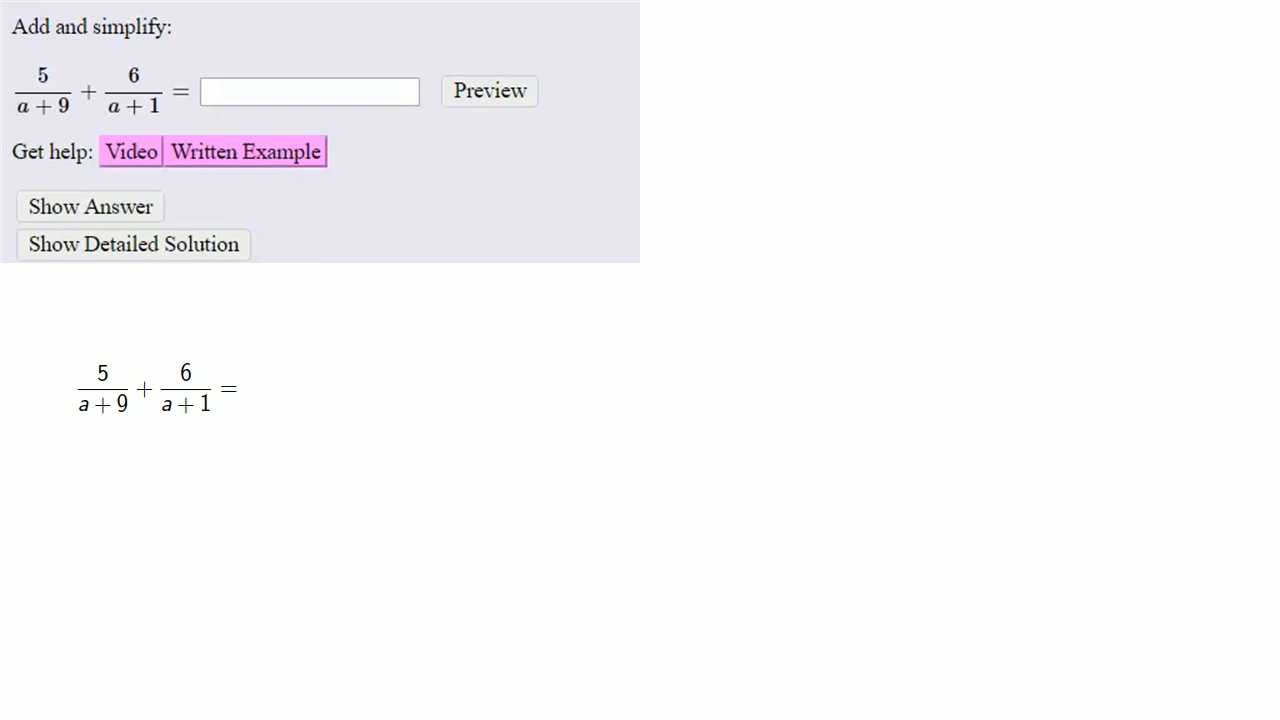 Add and simplify:
5/(a + 9) + 6/(a + 1) = Preview
Get help: Video Written Example
Show Answer
Show Detailed Solution
5/(a + 9) + 6/(a + 1) =